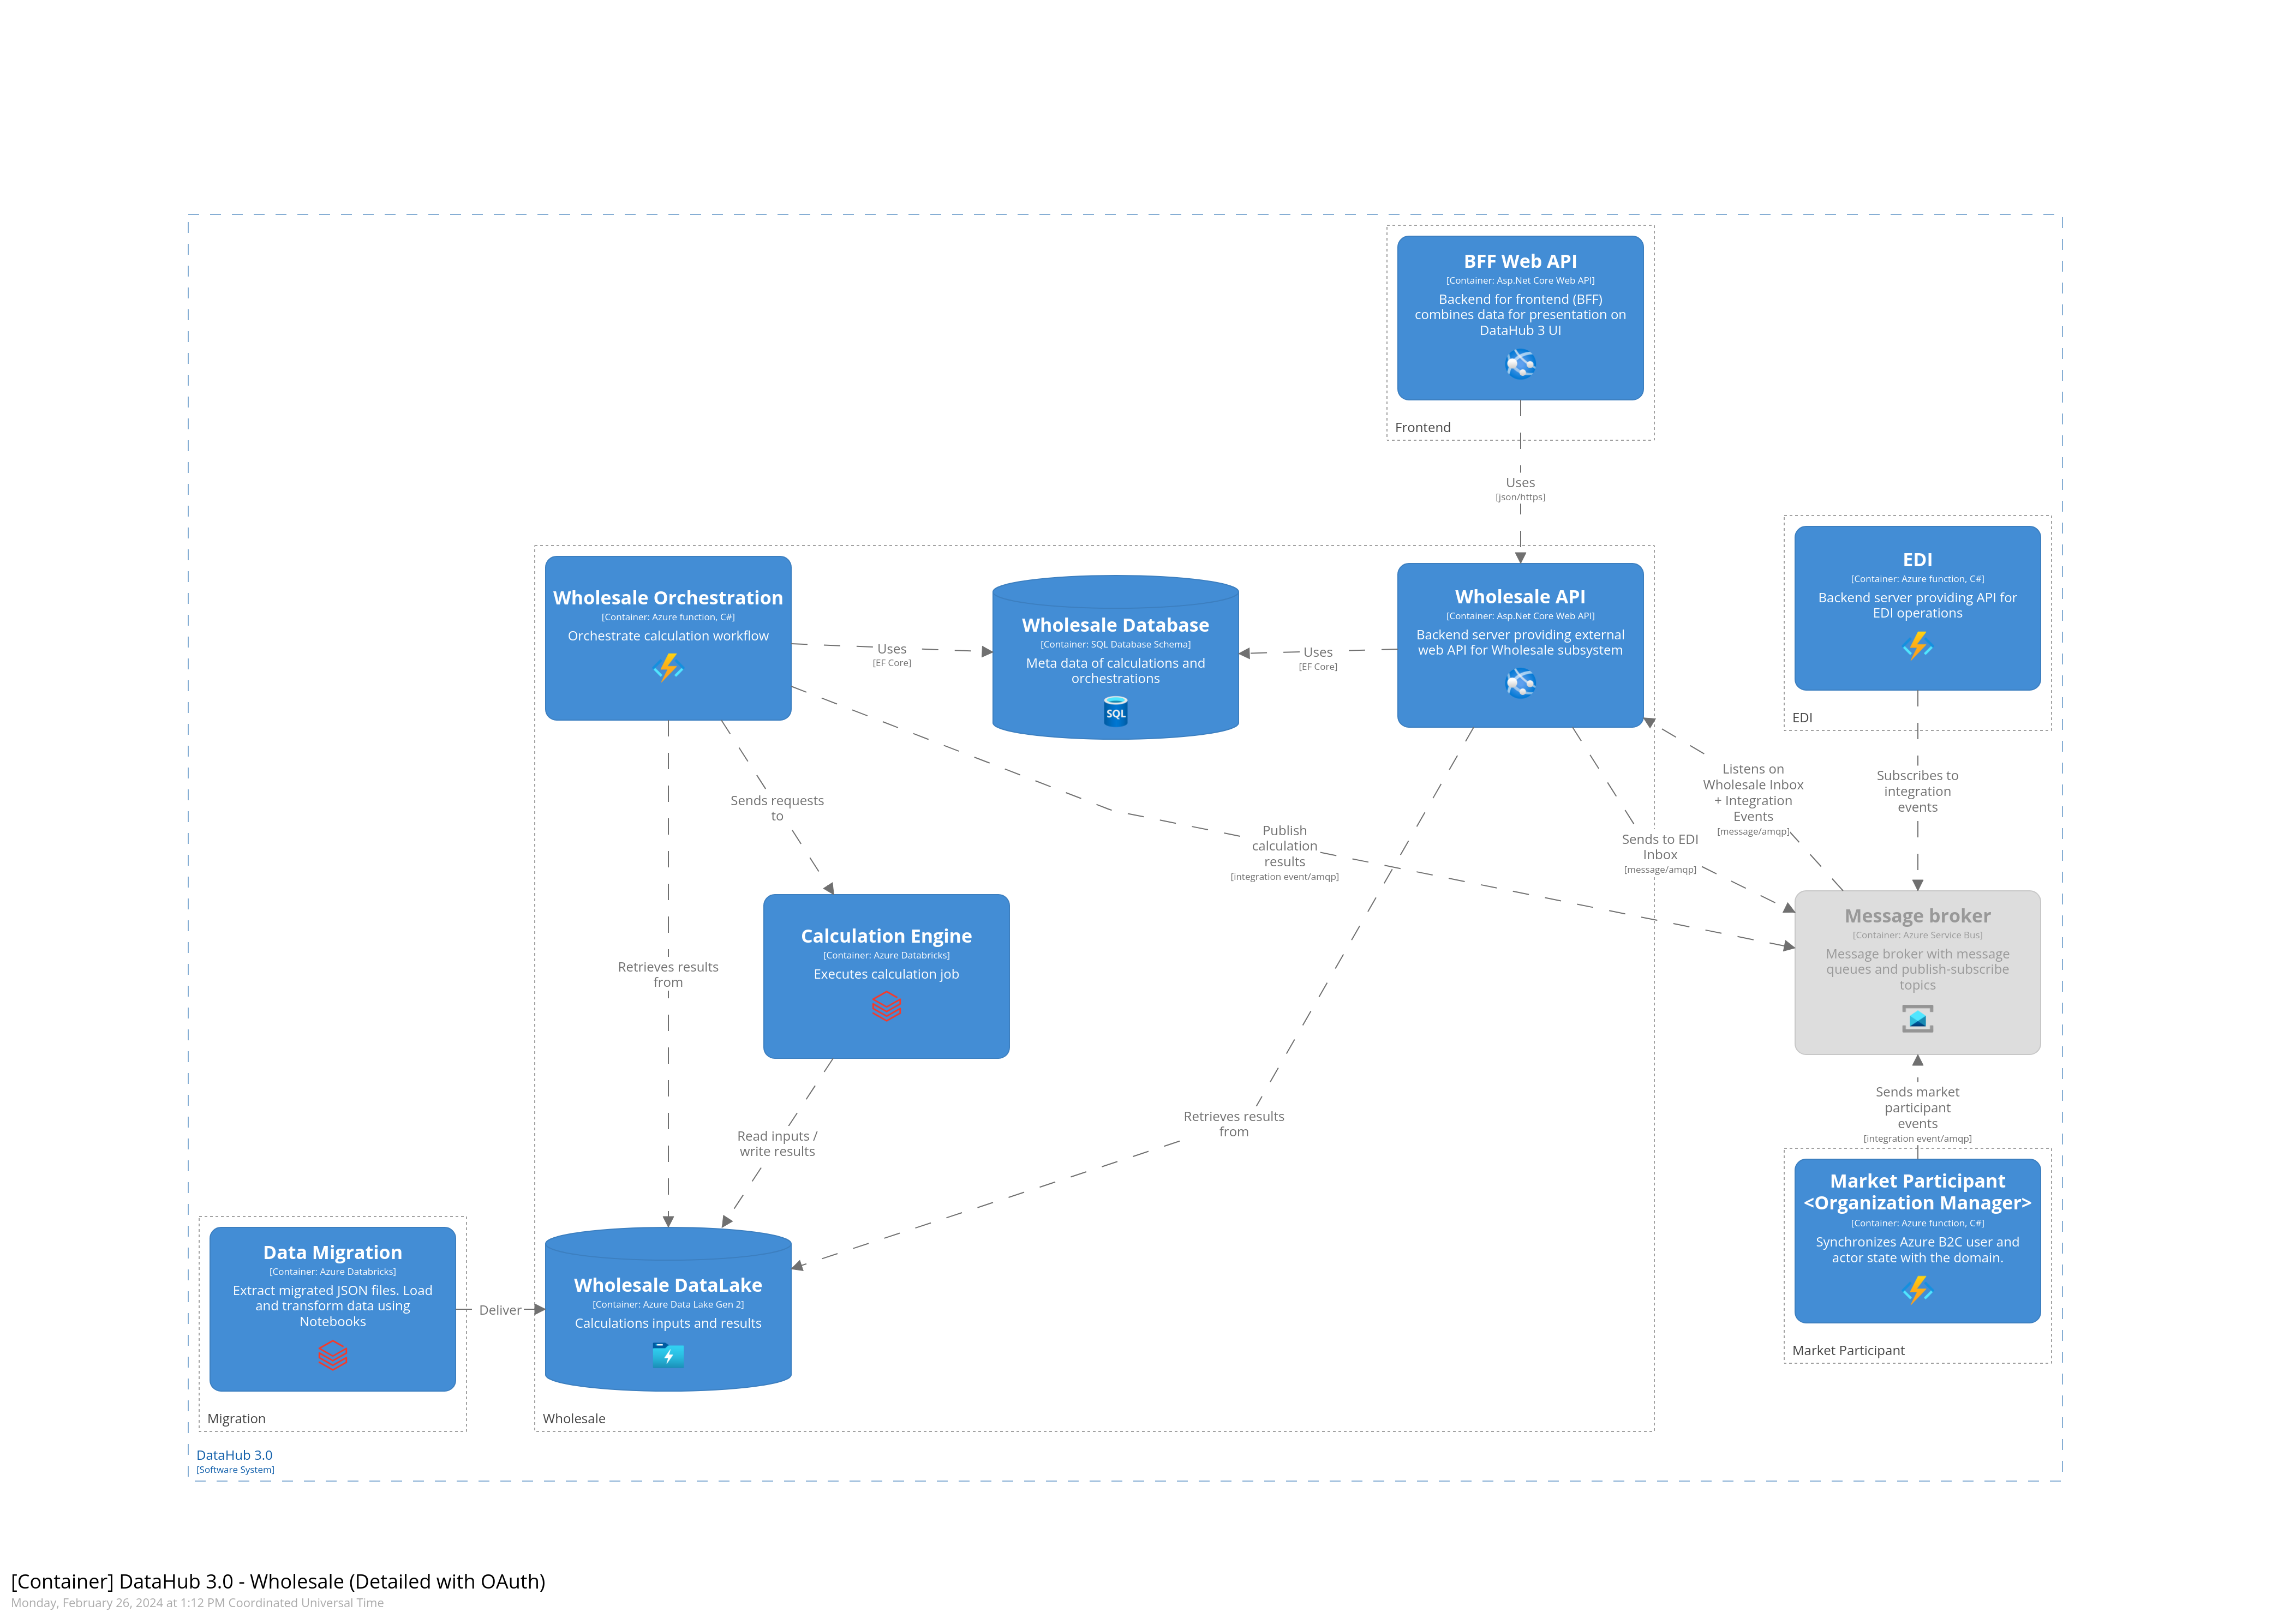 BFF Web API
[Container: Asp.Net Core Web API]
Backend for frontend (BFF)
combines data for presentation on
DataHub 3 UI
Frontend
Uses
[json/https]
Wholesale Orchestration
[Container: Azure function, C#]
Orchestrate calculation workflow
Uses
[EF Core]
Wholesale Database
[Container: SQL Database Schema]
Meta data of calculations and
orchestrations
SQL
Uses
[EF Core]
Wholesale API
[Container: Asp.Net Core Web API]
Backend server providing external
web API for Wholesale subsystem
EDI
[Container: Azure function, C#]
Backend server providing API for
EDI operations
EDI
Sends requests
to
Publish
calculation
results
[integration event/amqp]
Sends to EDI
Inbox
[message/amqp]
Listens on
Wholesale Inbox
+ Integration
Events
[message/amqp]
Subscribes to
integration
events
Retrieves results
from
Calculation Engine
[Container: Azure Databricks]
Executes calculation job
Message broker
[Container: Azure Service Bus]
Message broker with message
queues and publish-subscribe
topics
Read inputs /
write results
Retrieves results
from
Sends market
participant
events
[integration event/amqp]
Market Participant
<Organization Manager>
[Container: Azure function, C#]
Synchronizes Azure B2C user and
actor state with the domain.
Market Participant
Data Migration
[Container: Azure Databricks]
Extract migrated JSON files. Load
and transform data using
Notebooks
Migration
Deliver
Wholesale DataLake
[Container: Azure Data Lake Gen 2]
Calculations inputs and results
Wholesale
DataHub 3.0
[Software System]
[Container] DataHub 3.0 - Wholesale (Detailed with OAuth)
Monday, February 26, 2024 at 1:12 PM Coordinated Universal Time